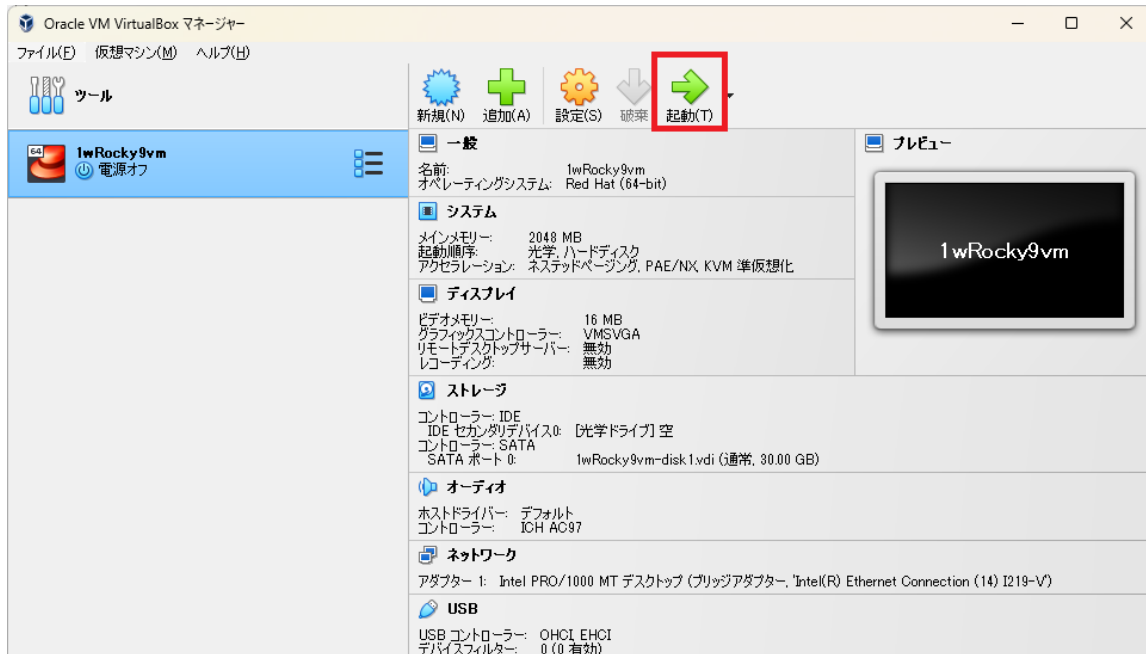 Oracle VM VirtualBox マネージャー
ファイル(F) 仮想マシン(M) ヘルプ(H)
ツール
新規(N) 追加(A) 設定(S) 破棄 起動(T)
64
1wRocky9vm
電源オフ
一般
名前: 1wRocky9vm
オペレーティングシステム: Red Hat (64-bit)
プレビュー
1wRocky9vm
システム
メインメモリー: 2048 MB
起動順序: 光学, ハードディスク
アクセラレーション: ネステッドページング, PAE/NX, KVM 準仮想化
ディスプレイ
ビデオメモリー: 16 MB
グラフィックスコントローラー: VMSVGA
リモートデスクトップサーバー: 無効
レコーディング: 無効
ストレージ
コントローラー: IDE
IDE セカンダリデバイス0: [光学ドライブ] 空
コントローラー: SATA
SATA ポート 0: 1wRocky9vm-disk1.vdi (通常, 30.00 GB)
オーディオ
ホストドライバー: デフォルト
コントローラー: ICH AC97
ネットワーク
アダプター 1: Intel PRO/1000 MT デスクトップ (ブリッジアダプター, 'Intel(R) Ethernet Connection (14) I219-V')
USB
USB コントローラー: OHCI, EHCI
デバイスフィルター: 0 (0 有効)